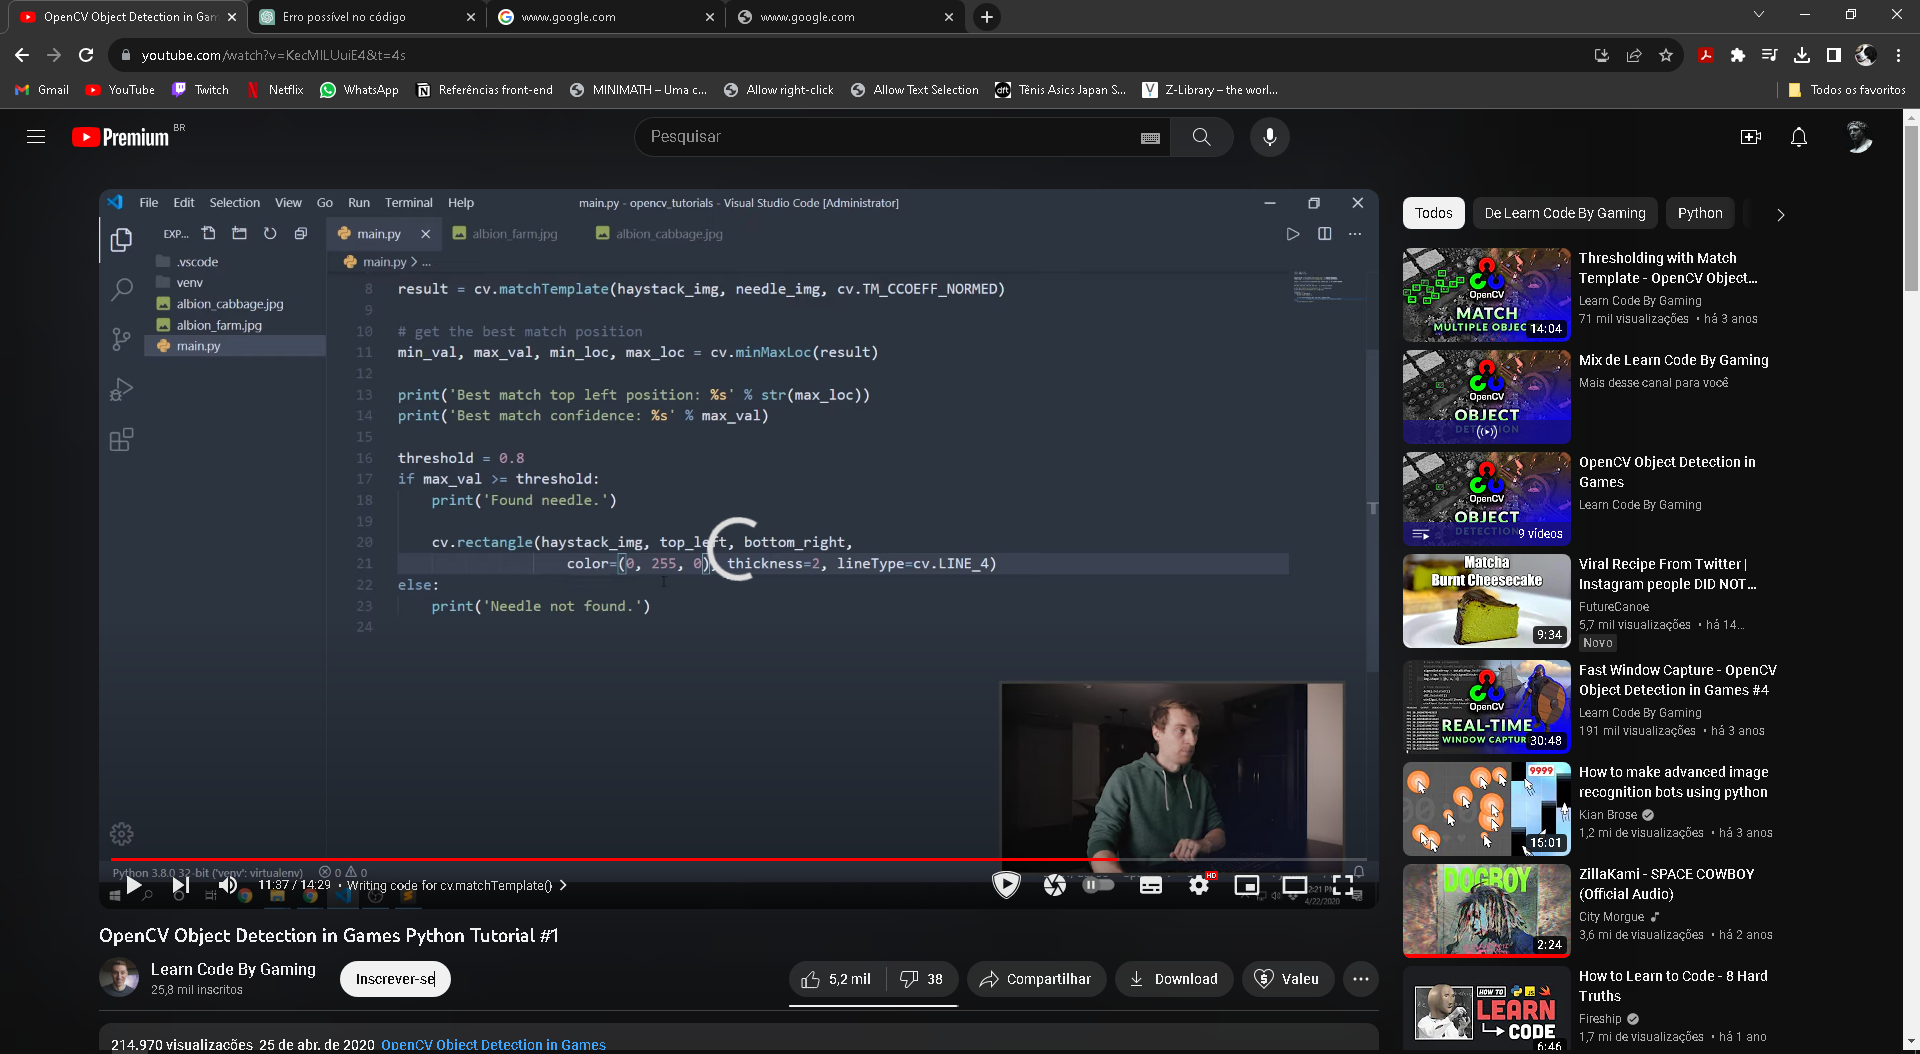 OpenCV Object Detection in Gam
Erro possível no código
www.google.com
www.google.com
youtube.com/watch?v=KecMlLUuiE4&t=4s
Gmail
YouTube
Twitch
Netflix
WhatsApp
Referências front-end
MINIMATH – Uma c...
Allow right-click
Allow Text Selection
Tênis Asics Japan S...
Z-Library – the worl...
Todos os favoritos
Premium BR
Pesquisar
File Edit Selection View Go Run Terminal Help
main.py - opencv_tutorials - Visual Studio Code [Administrator]
EXP...
main.py
albion_farm.jpg
albion_cabbage.jpg
main.py > ...
.vscode
venv
albion_cabbage.jpg
albion_farm.jpg
main.py
8 result = cv.matchTemplate(haystack_img, needle_img, cv.TM_CCOEFF_NORMED)
9
10 # get the best match position
11 min_val, max_val, min_loc, max_loc = cv.minMaxLoc(result)
12
13 print('Best match top left position: %s' % str(max_loc))
14 print('Best match confidence: %s' % max_val)
15
16 threshold = 0.8
17 if max_val >= threshold:
18 print('Found needle.')
19
20 cv.rectangle(haystack_img, top_left, bottom_right,
21 color=(0, 255, 0), thickness=2, lineType=cv.LINE_4)
22 else:
23 print('Needle not found.')
24
Python 3.8.0 32-bit ('venv': virtualenv)
0 0
11:37 / 14:29 • Writing code for cv.matchTemplate() >
HD
4/22/2020
OpenCV Object Detection in Games Python Tutorial #1
Learn Code By Gaming
25,8 mil inscritos
Inscrever-se
5,2 mil
38
Compartilhar
Download
Valeu
214.970 visualizações 25 de abr. de 2020 OpenCV Object Detection in Games
Todos
De Learn Code By Gaming
Python
OpenCV
MATCH
MULTIPLE OBJEC
14:04
Thresholding with Match
Template - OpenCV Object...
Learn Code By Gaming
71 mil visualizações • há 3 anos
OpenCV
OBJECT
DETECTION
Mix de Learn Code By Gaming
Mais desse canal para você
OpenCV
OBJECT
DETECTION
9 vídeos
OpenCV Object Detection in
Games
Learn Code By Gaming
Matcha
Burnt Cheesecake
9:34
Viral Recipe From Twitter |
Instagram people DID NOT...
FutureCanoe
5,7 mil visualizações • há 14...
Novo
OpenCV
REAL-TIME
WINDOW CAPTUR
30:48
Fast Window Capture - OpenCV
Object Detection in Games #4
Learn Code By Gaming
191 mil visualizações • há 3 anos
9999
15:01
How to make advanced image
recognition bots using python
Kian Brose
1,2 mi de visualizações • há 3 anos
DOGBOY
2:24
ZillaKami - SPACE COWBOY
(Official Audio)
City Morgue
3,6 mi de visualizações • há 2 anos
HOW TO
LEARN
CODE
6:46
How to Learn to Code - 8 Hard
Truths
Fireship
1,7 mi de visualizações • há 1 ano